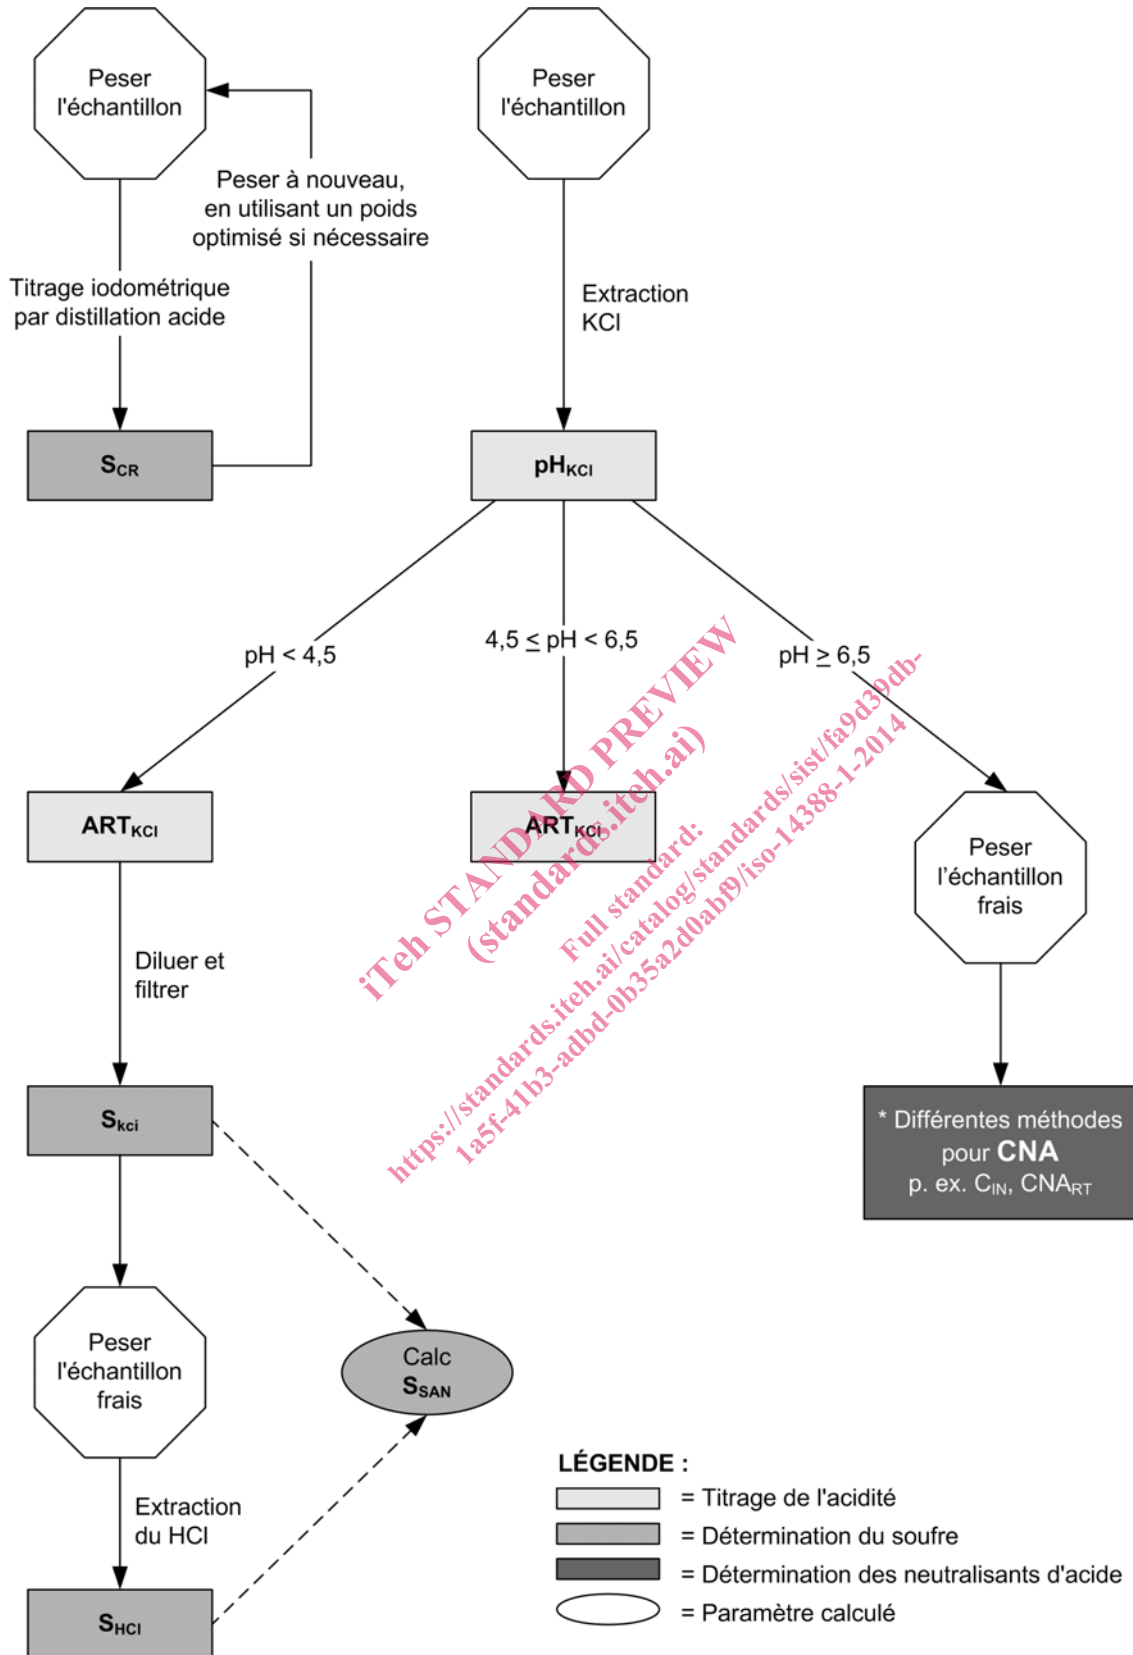 Peser
l'échantillon
Peser
l'échantillon
Peser à nouveau,
en utilisant un poids
optimisé si nécessaire
Titrage iodométrique
par distillation acide
Extraction
KCl
SCR
pHKCl
pH < 4,5
4,5 ≤ pH < 6,5
pH ≥ 6,5
ARTKCl
ARTKCl
Peser
l’échantillon
frais
Diluer et
filtrer
Skcl
* Différentes méthodes
pour CNA
p. ex. CIN, CNART
Peser
l'échantillon
frais
Calc
SSAN
Extraction
du HCl
SHCl
LÉGENDE :
= Titrage de l'acidité
= Détermination du soufre
= Détermination des neutralisants d'acide
= Paramètre calculé
iTeh STANDARD PREVIEW
(standards.iteh.ai)
Full standard:
https://standards.iteh.ai/catalog/standards/sist/fa9d39db-
1a5f-41b3-adbd-0b35a2d0abf9/iso-14388-1-2014